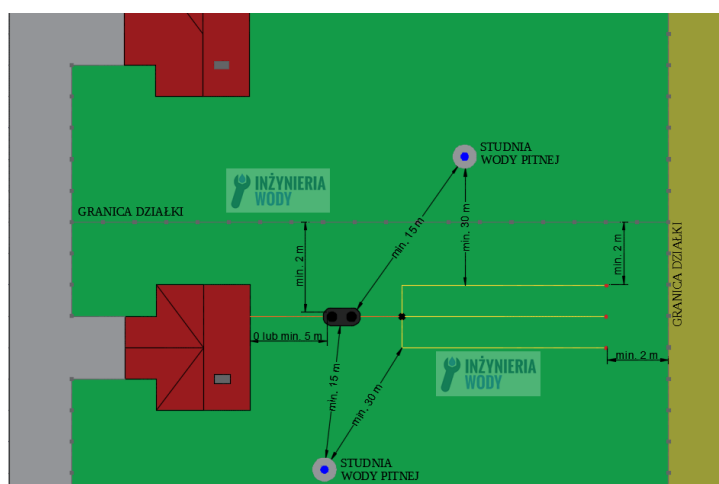 STUDNIA
WODY PITNEJ
INŻYNIERIA
WODY
GRANICA DZIAŁKI
min. 15 m
min. 30 m
min. 2 m
min. 2 m
GRANICA DZIAŁKI
0 lub min. 5 m
min. 15 m
min. 30 m
min. 2 m
INŻYNIERIA
WODY
STUDNIA
WODY PITNEJ